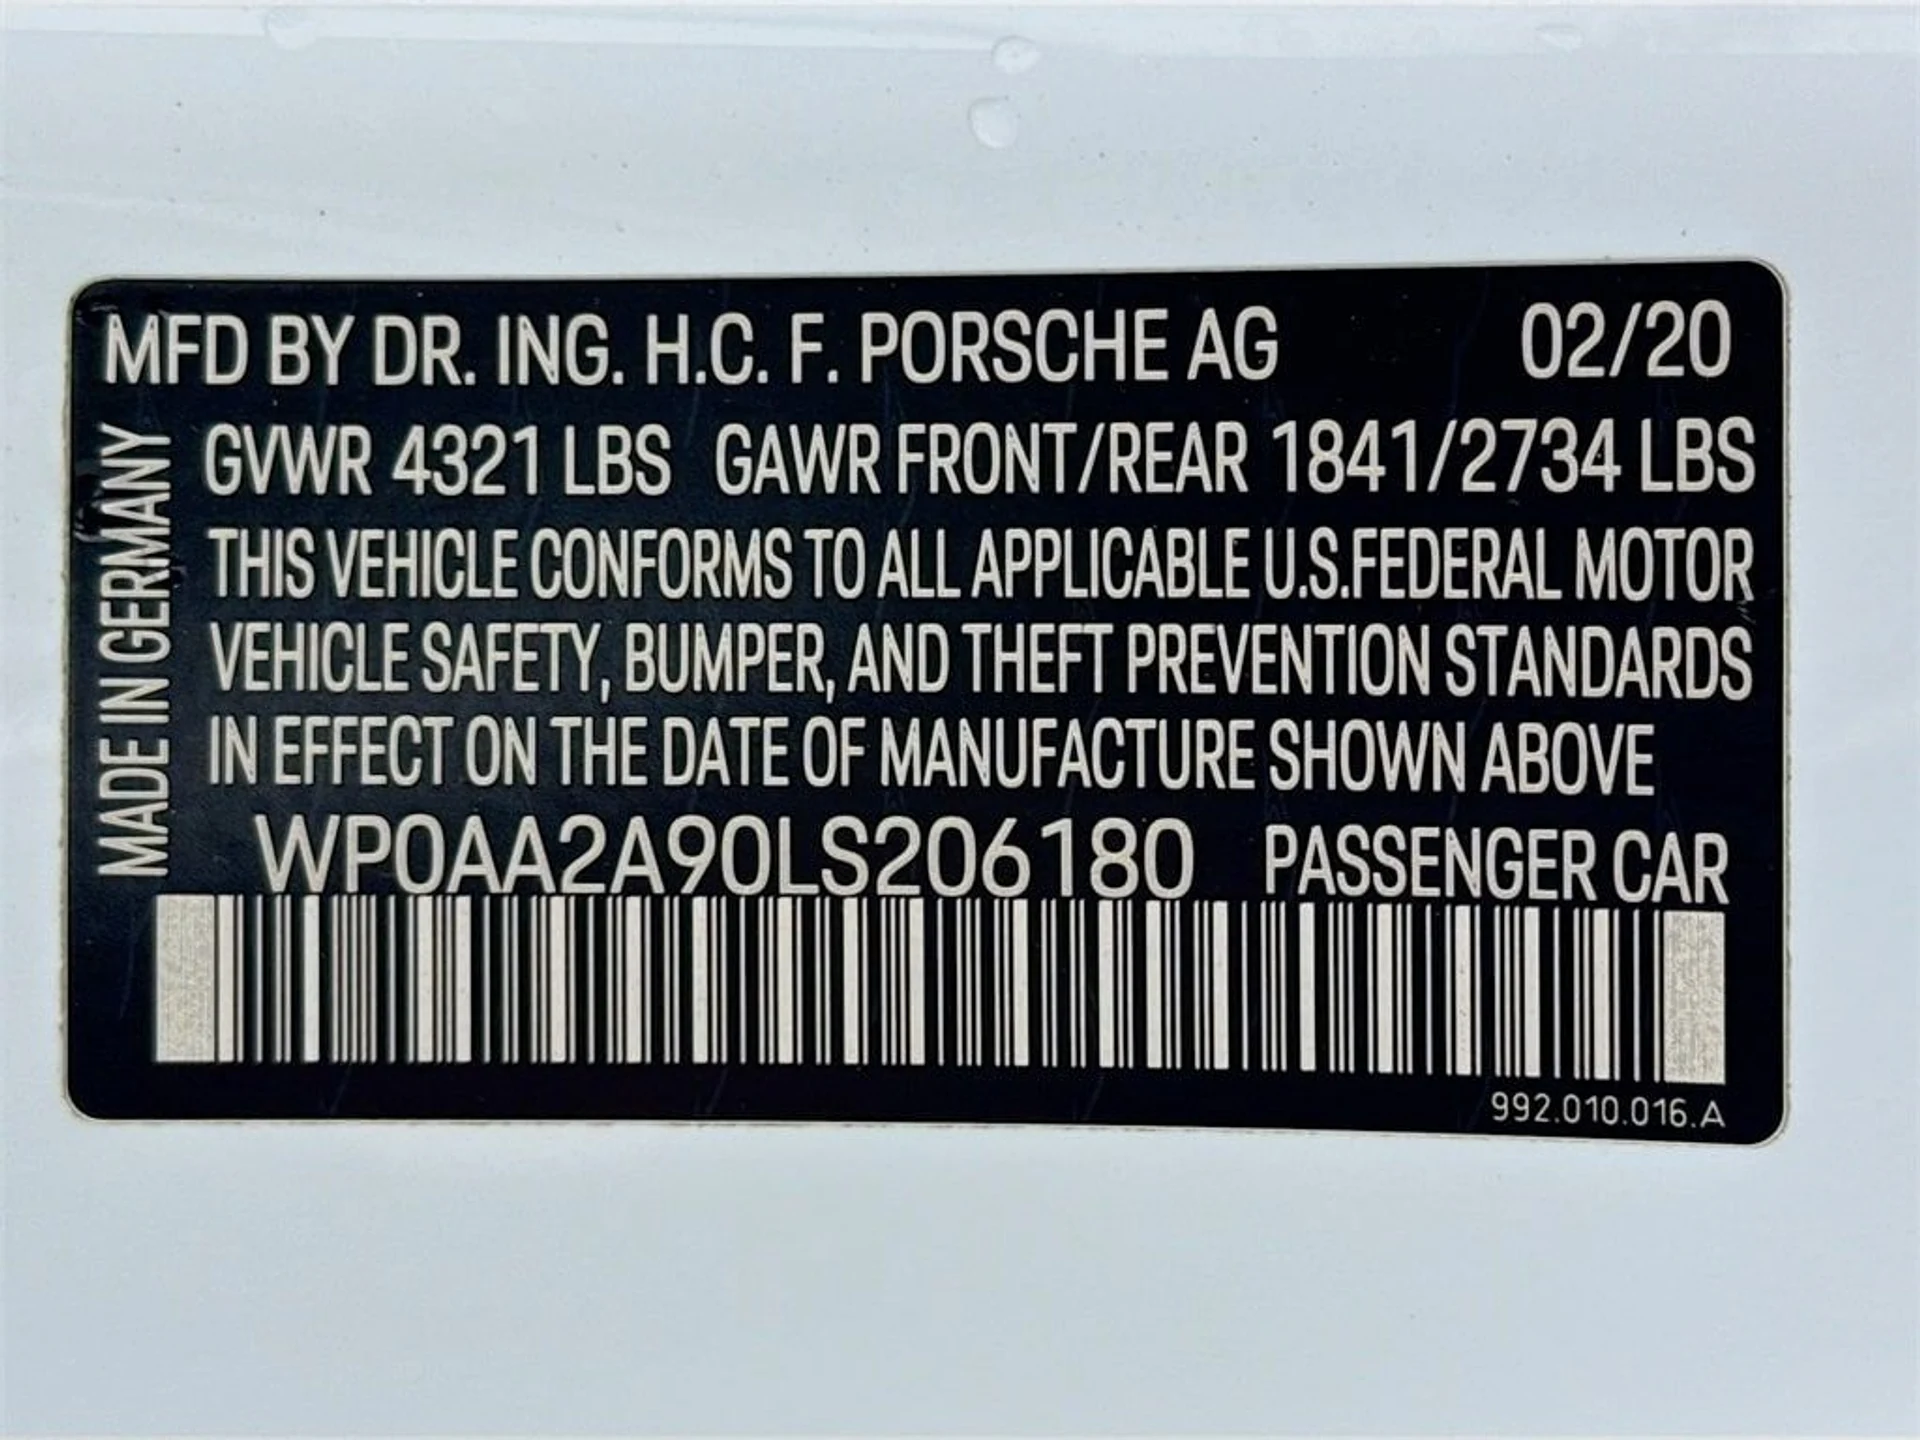 MFD BY DR. ING. H.C. F. PORSCHE AG 02/20
MADE IN GERMANY
GVWR 4321 LBS GAWR FRONT/REAR 1841/2734 LBS
THIS VEHICLE CONFORMS TO ALL APPLICABLE U.S.FEDERAL MOTOR
VEHICLE SAFETY, BUMPER, AND THEFT PREVENTION STANDARDS
IN EFFECT ON THE DATE OF MANUFACTURE SHOWN ABOVE
WP0AA2A90LS206180 PASSENGER CAR
992.010.016.A